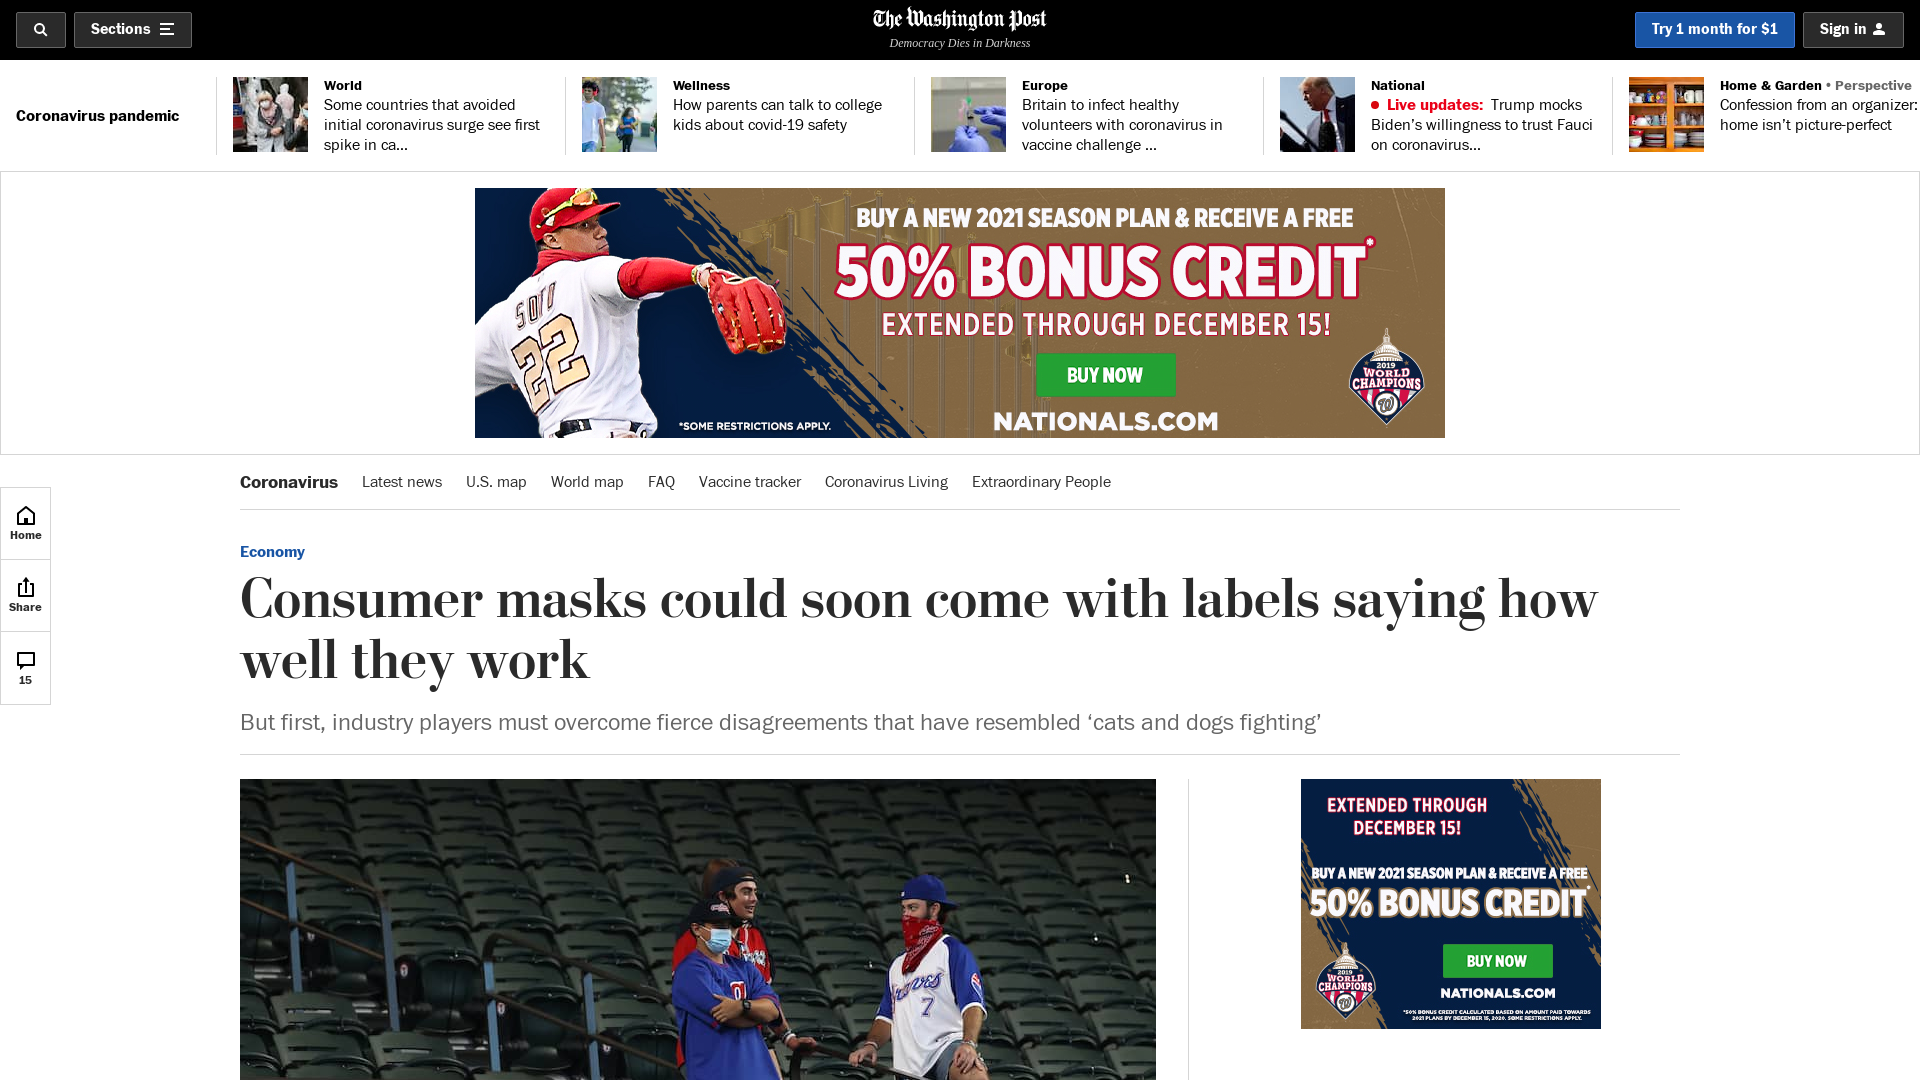 Sections
The Washington Post
Democracy Dies in Darkness
Try 1 month for $1
Sign in
Coronavirus pandemic
World
Some countries that avoided
initial coronavirus surge see first
spike in ca...
Wellness
How parents can talk to college
kids about covid-19 safety
Europe
Britain to infect healthy
volunteers with coronavirus in
vaccine challenge ...
National
Live updates: Trump mocks
Biden’s willingness to trust Fauci
on coronavirus...
Home & Garden • Perspective
Confession from an organizer:
home isn’t picture-perfect
BUY A NEW 2021 SEASON PLAN & RECEIVE A FREE
50% BONUS CREDIT*
EXTENDED THROUGH DECEMBER 15!
BUY NOW
NATIONALS.COM
*SOME RESTRICTIONS APPLY.
SOTO
22
2019
WORLD
CHAMPIONS
W
Coronavirus
Latest news
U.S. map
World map
FAQ
Vaccine tracker
Coronavirus Living
Extraordinary People
Home
Share
15
Economy
Consumer masks could soon come with labels saying how
well they work
But first, industry players must overcome fierce disagreements that have resembled ‘cats and dogs fighting’
Braves
7
EXTENDED THROUGH
DECEMBER 15!
BUY A NEW 2021 SEASON PLAN & RECEIVE A FREE
50% BONUS CREDIT*
BUY NOW
NATIONALS.COM
2019
WORLD
CHAMPIONS
W
*50% BONUS CREDIT CALCULATED BASED ON AMOUNT PAID TOWARDS
2021 PLANS BY DECEMBER 15, 2020. SOME RESTRICTIONS APPLY.